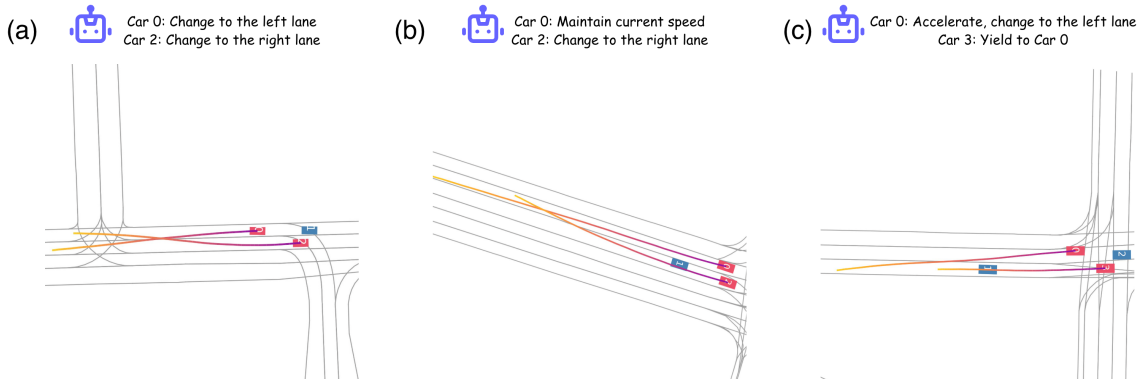 (a)
Car 0: Change to the left lane
Car 2: Change to the right lane
(b)
Car 0: Maintain current speed
Car 2: Change to the right lane
(c)
Car 0: Accelerate, change to the left lane
Car 3: Yield to Car 0
1
1
1
2